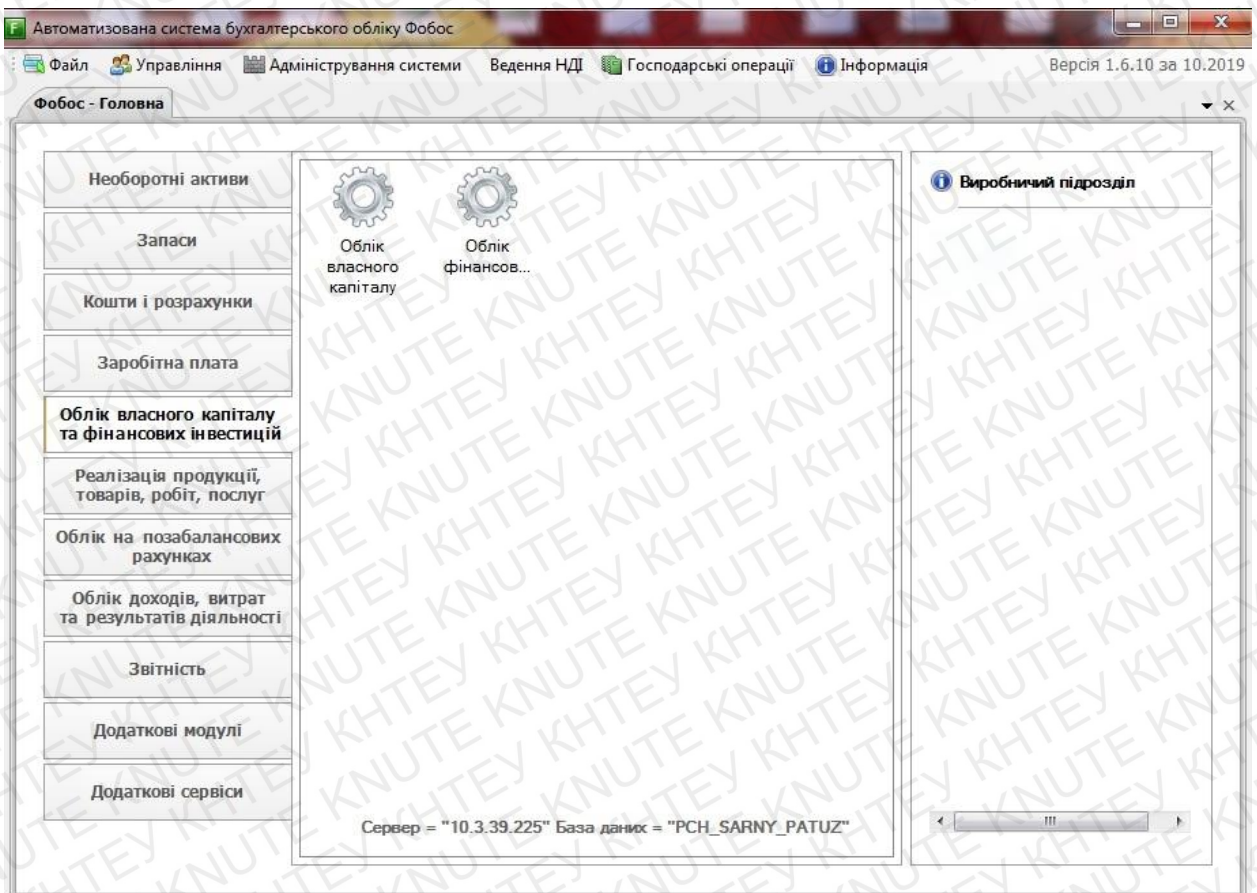 Автоматизована система бухгалтерського обліку Фобос
Файл Управління Адміністрування системи Ведення НДІ Господарські операції Інформація Версія 1.6.10 за 10.2019
Фобос - Головна
Необоротні активи
Запаси
Кошти і розрахунки
Заробітна плата
Облік власного капіталу
та фінансових інвестицій
Реалізація продукції,
товарів, робіт, послуг
Облік на позабалансових
рахунках
Облік доходів, витрат
та результатів діяльності
Звітність
Додаткові модулі
Додаткові сервіси
Облік
власного
капіталу
Облік
фінансов...
Сервер = "10.3.39.225" База даних = "PCH_SARNY_PATUZ"
Виробничий підрозділ
KNUTE КНТЕУ